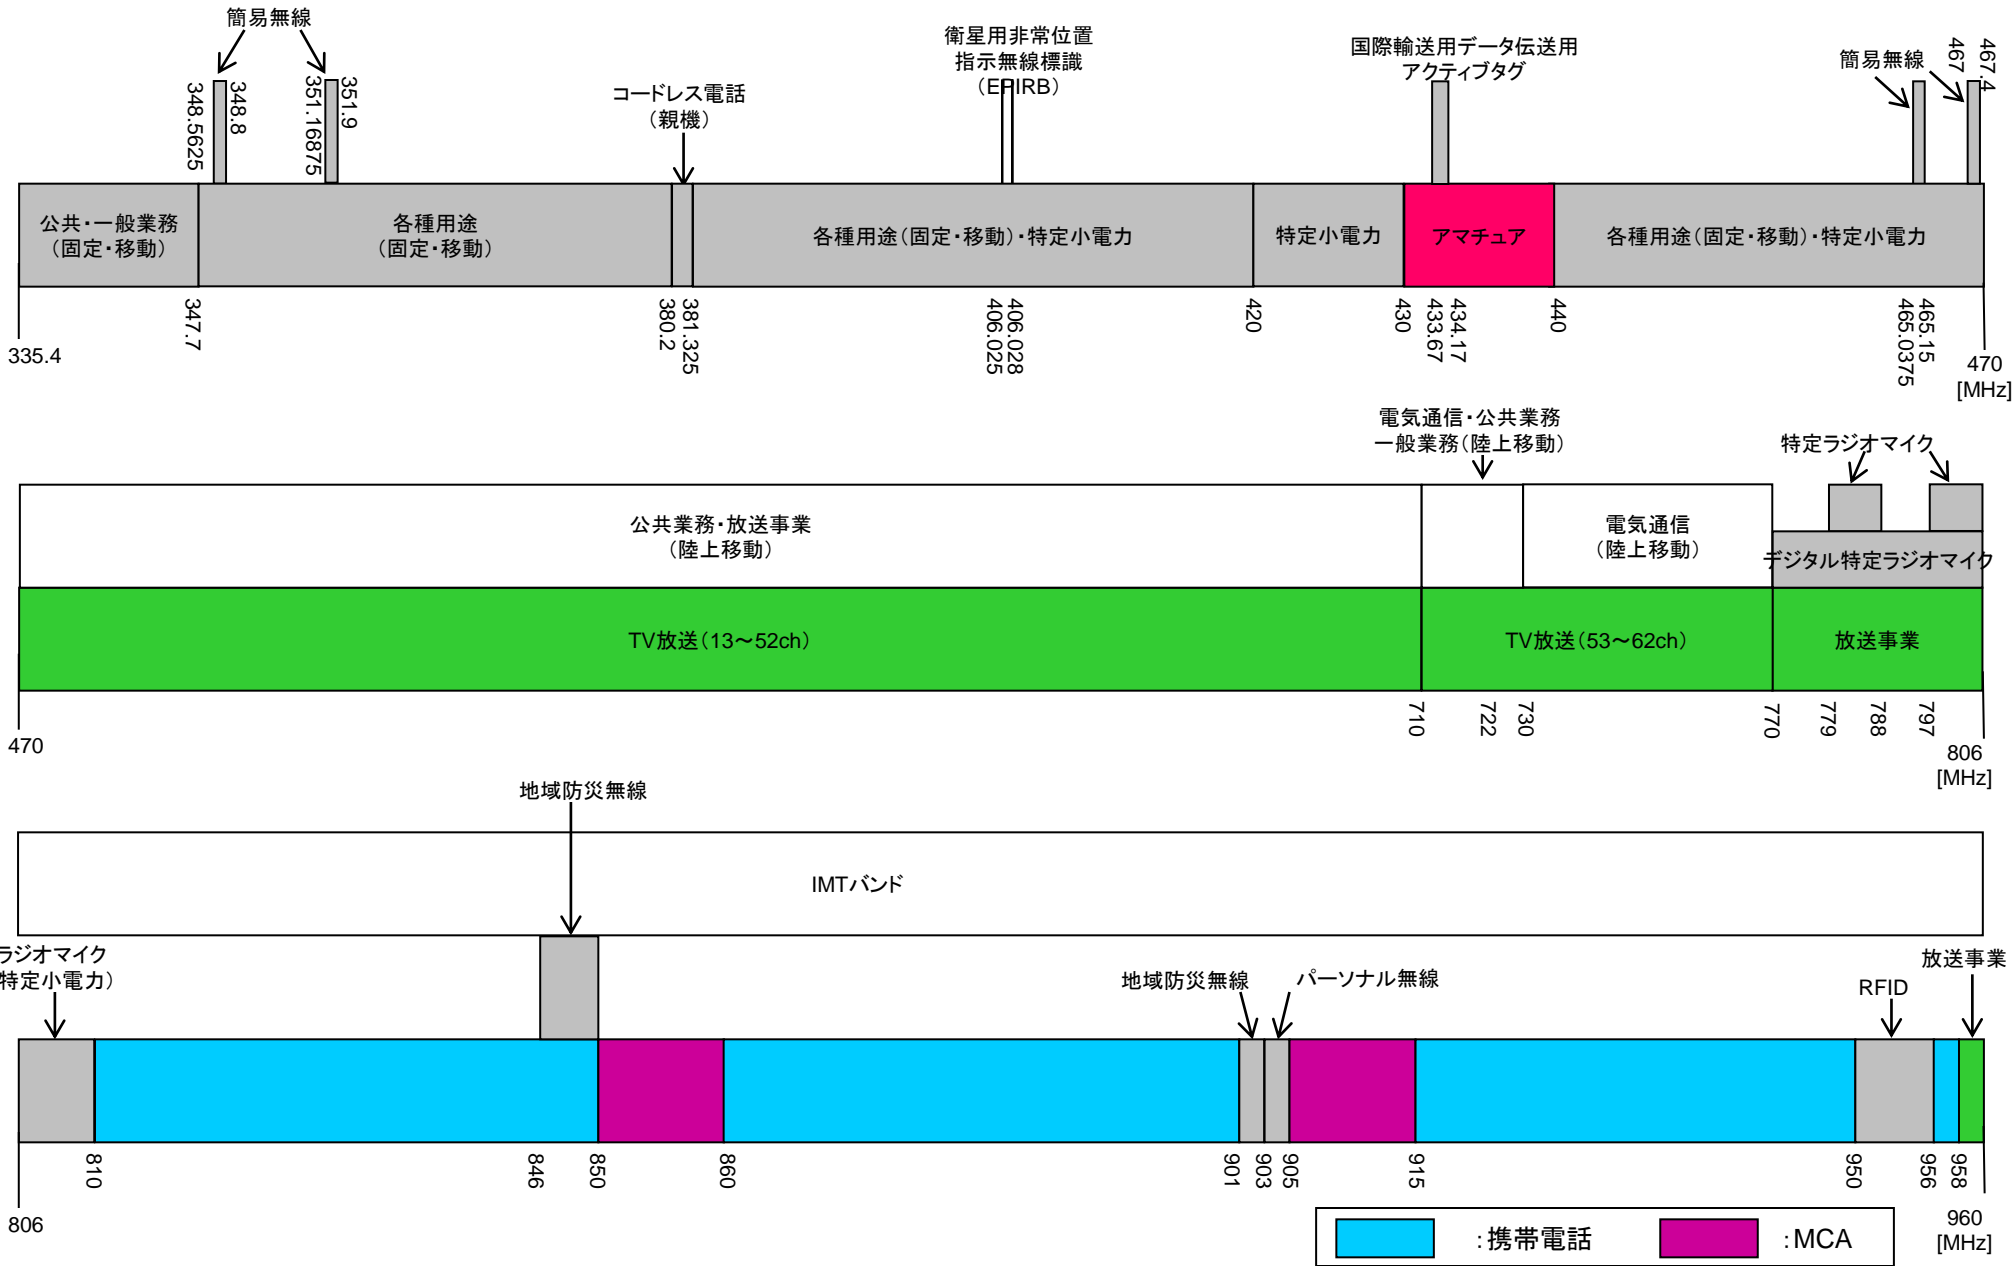 簡易無線
348.5625
348.8
351.16875
351.9
コードレス電話
（親機）
衛星用非常位置
指示無線標識
（EPIRB）
国際輸送用データ伝送用
アクティブタグ
簡易無線
467
467.4
公共・一般業務
（固定・移動）
各種用途
（固定・移動）
各種用途（固定・移動）・特定小電力
特定小電力
アマチュア
各種用途（固定・移動）・特定小電力
335.4
347.7
380.2
381.325
406.025
406.028
420
430
433.67
434.17
440
465.0375
465.15
470
[MHz]
電気通信・公共業務
一般業務（陸上移動）
特定ラジオマイク
公共業務・放送事業
（陸上移動）
電気通信
（陸上移動）
デジタル特定ラジオマイク
TV放送（13～52ch）
TV放送（53～62ch）
放送事業
470
710
722
730
770
779
788
797
806
[MHz]
地域防災無線
IMTバンド
ラジオマイク
特定小電力）
地域防災無線
パーソナル無線
RFID
放送事業
806
810
846
850
860
901
903
905
915
950
956
958
960
[MHz]
：携帯電話
：MCA